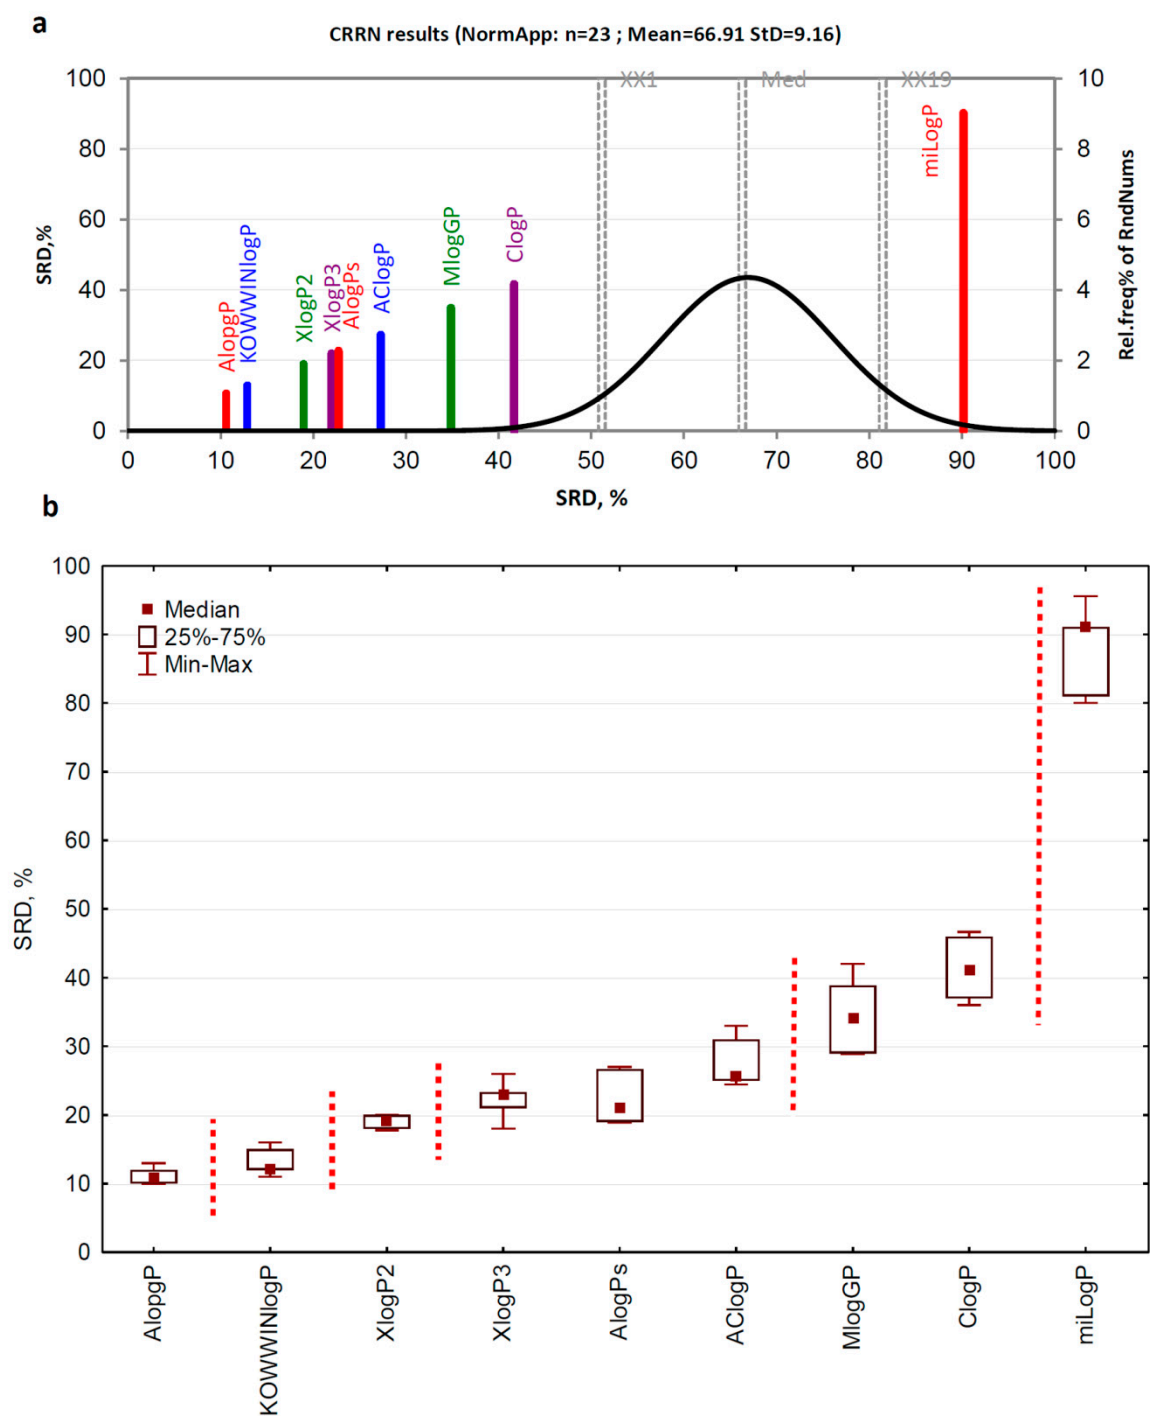 a
CRRN results (NormApp: n=23 ; Mean=66.91 StD=9.16)
100 XX1 Med XX19 10
80 8
60 6
40 4
20 2
0 0
SRD,%
Rel.freq% of RndNums
AlopgP
KOWWINlogP
XlogP2
XlogP3
AlogPs
AClogP
MlogGP
ClogP
miLogP
0 10 20 30 40 50 60 70 80 90 100
SRD, %
b
100
90
80
70
60
50
40
30
20
10
0
SRD, %
Median
25%-75%
Min-Max
AlopgP
KOWWINlogP
XlogP2
XlogP3
AlogPs
AClogP
MlogGP
ClogP
miLogP